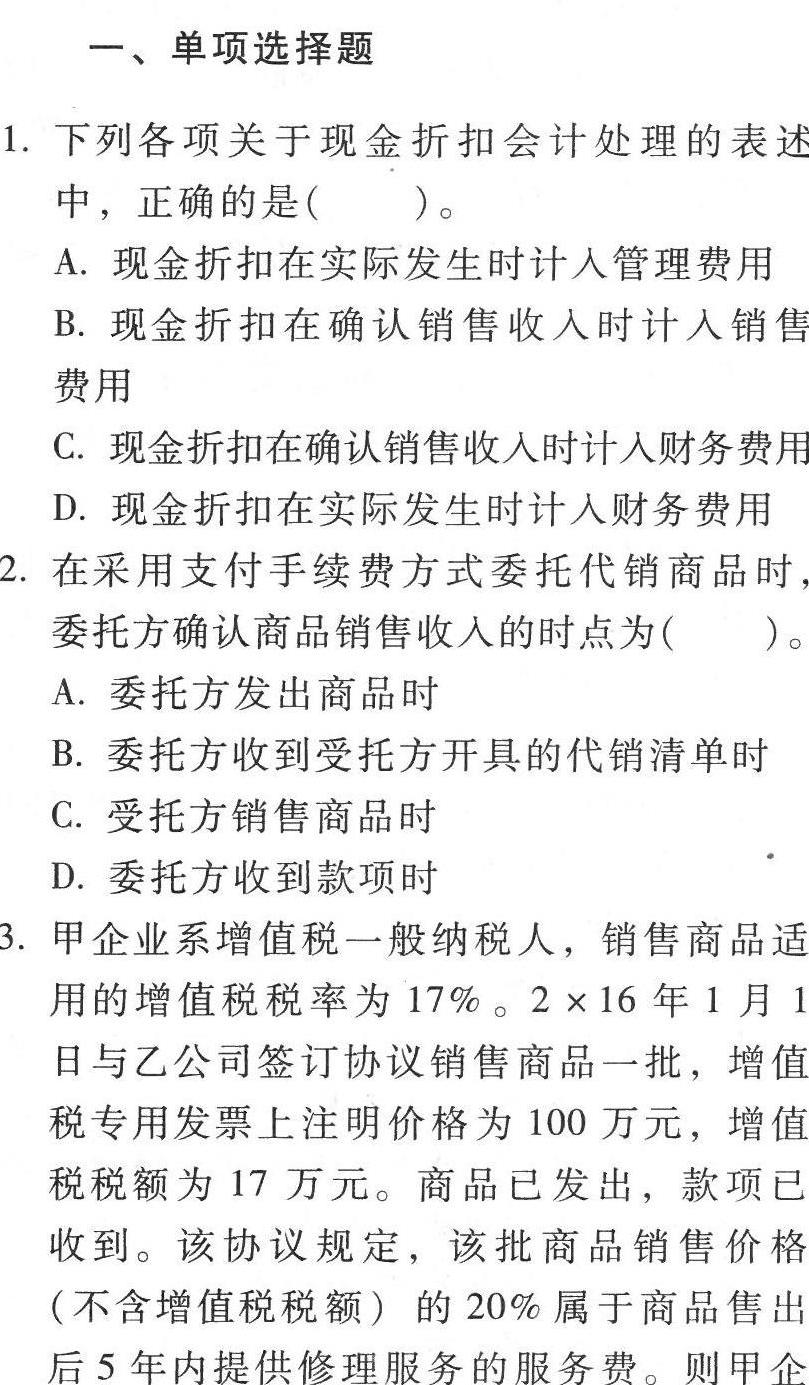 一、单项选择题
1. 下列各项关于现金折扣会计处理的表述
中，正确的是(　　)。
A. 现金折扣在实际发生时计入管理费用
B. 现金折扣在确认销售收入时计入销售
费用
C. 现金折扣在确认销售收入时计入财务费用
D. 现金折扣在实际发生时计入财务费用
2. 在采用支付手续费方式委托代销商品时，
委托方确认商品销售收入的时点为(　　)。
A. 委托方发出商品时
B. 委托方收到受托方开具的代销清单时
C. 受托方销售商品时
D. 委托方收到款项时
3. 甲企业系增值税一般纳税人，销售商品适
用的增值税税率为 17%。2×16 年 1 月 1
日与乙公司签订协议销售商品一批，增值
税专用发票上注明价格为 100 万元，增值
税税额为 17 万元。商品已发出，款项已
收到。该协议规定，该批商品销售价格
(不含增值税税额) 的 20% 属于商品售出
后 5 年内提供修理服务的服务费。则甲企